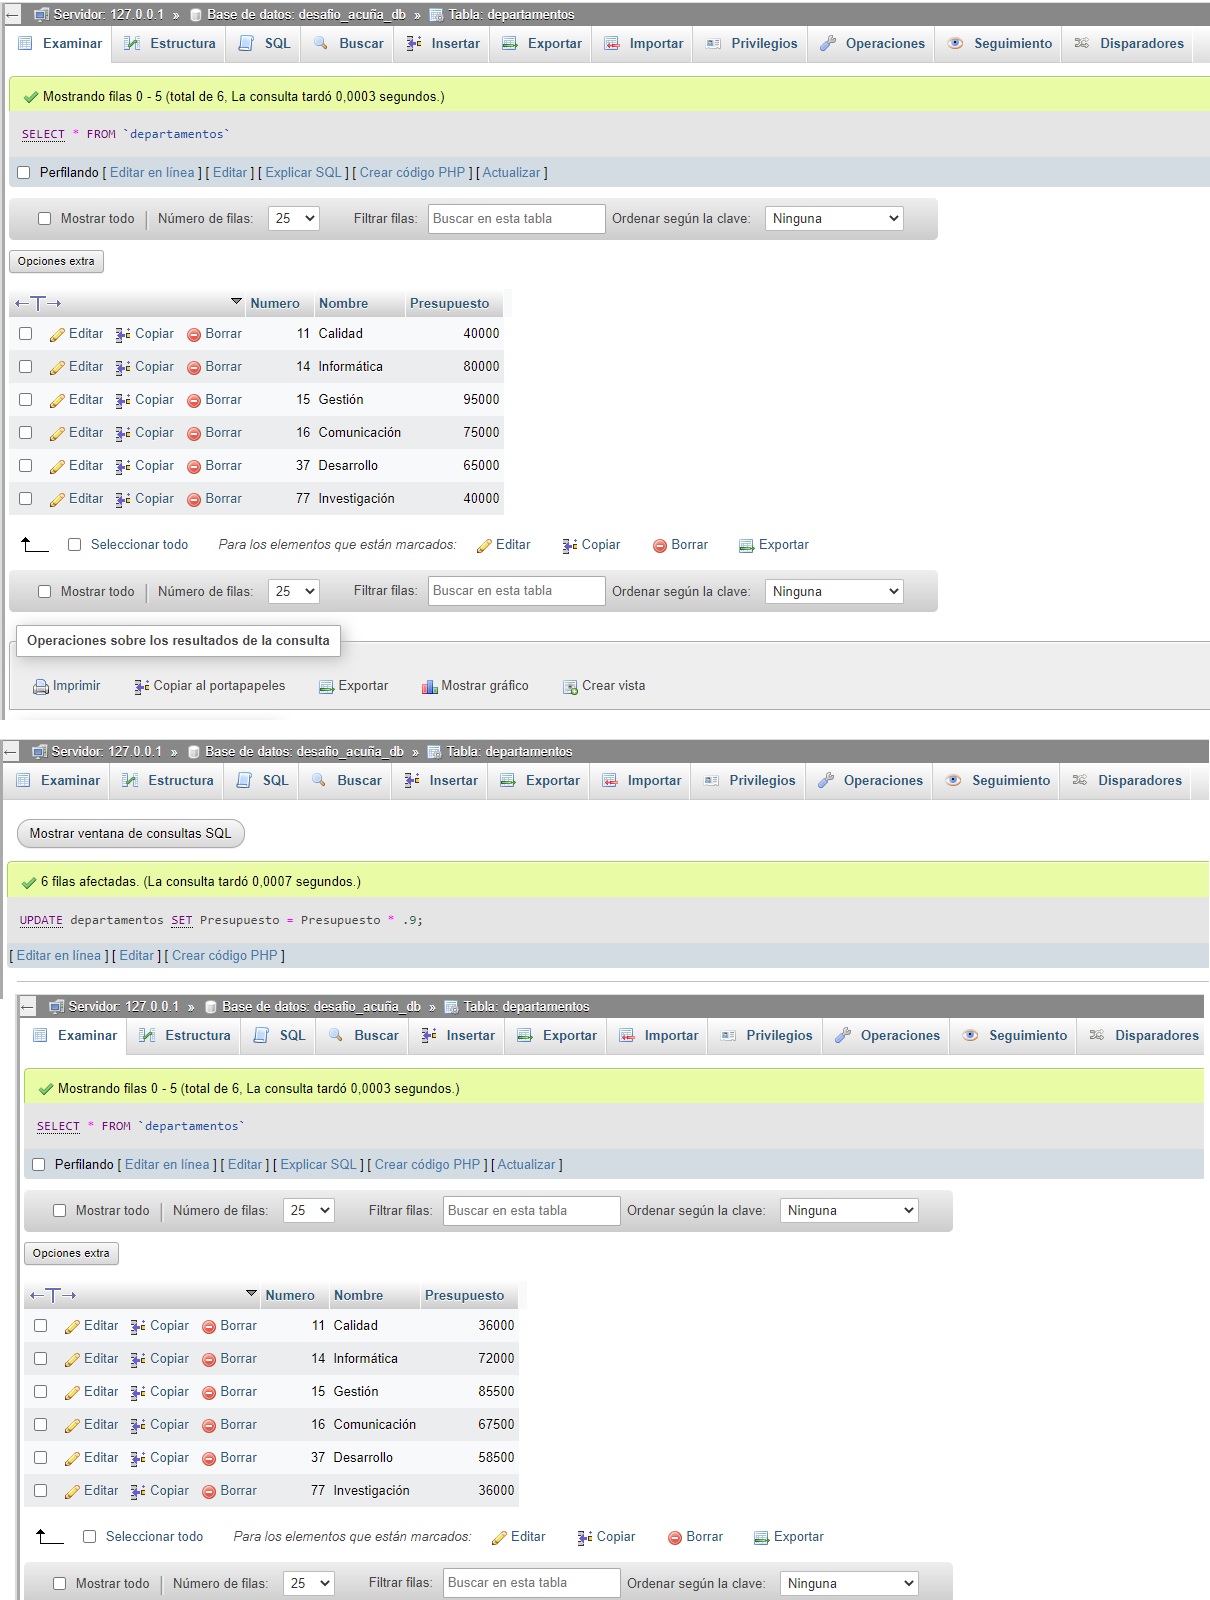 ← Servidor: 127.0.0.1 » Base de datos: desafio_acuña_db » Tabla: departamentos
Examinar Estructura SQL Buscar Insertar Exportar Importar Privilegios Operaciones Seguimiento Disparadores
Mostrando filas 0 - 5 (total de 6, La consulta tardó 0,0003 segundos.)
SELECT * FROM `departamentos`
Perfilando [ Editar en línea ] [ Editar ] [ Explicar SQL ] [ Crear código PHP ] [ Actualizar ]
Mostrar todo | Número de filas: 25 Filtrar filas: Buscar en esta tabla Ordenar según la clave: Ninguna
Opciones extra
←T→ Numero Nombre Presupuesto
Editar Copiar Borrar 11 Calidad 40000
Editar Copiar Borrar 14 Informática 80000
Editar Copiar Borrar 15 Gestión 95000
Editar Copiar Borrar 16 Comunicación 75000
Editar Copiar Borrar 37 Desarrollo 65000
Editar Copiar Borrar 77 Investigación 40000
Seleccionar todo Para los elementos que están marcados: Editar Copiar Borrar Exportar
Mostrar todo | Número de filas: 25 Filtrar filas: Buscar en esta tabla Ordenar según la clave: Ninguna
Operaciones sobre los resultados de la consulta
Imprimir Copiar al portapapeles Exportar Mostrar gráfico Crear vista
← Servidor: 127.0.0.1 » Base de datos: desafio_acuña_db » Tabla: departamentos
Examinar Estructura SQL Buscar Insertar Exportar Importar Privilegios Operaciones Seguimiento Disparadores
Mostrar ventana de consultas SQL
6 filas afectadas. (La consulta tardó 0,0007 segundos.)
UPDATE departamentos SET Presupuesto = Presupuesto * .9;
[ Editar en línea ] [ Editar ] [ Crear código PHP ]
← Servidor: 127.0.0.1 » Base de datos: desafio_acuña_db » Tabla: departamentos
Examinar Estructura SQL Buscar Insertar Exportar Importar Privilegios Operaciones Seguimiento Disparadores
Mostrando filas 0 - 5 (total de 6, La consulta tardó 0,0003 segundos.)
SELECT * FROM `departamentos`
Perfilando [ Editar en línea ] [ Editar ] [ Explicar SQL ] [ Crear código PHP ] [ Actualizar ]
Mostrar todo | Número de filas: 25 Filtrar filas: Buscar en esta tabla Ordenar según la clave: Ninguna
Opciones extra
←T→ Numero Nombre Presupuesto
Editar Copiar Borrar 11 Calidad 36000
Editar Copiar Borrar 14 Informática 72000
Editar Copiar Borrar 15 Gestión 85500
Editar Copiar Borrar 16 Comunicación 67500
Editar Copiar Borrar 37 Desarrollo 58500
Editar Copiar Borrar 77 Investigación 36000
Seleccionar todo Para los elementos que están marcados: Editar Copiar Borrar Exportar
Mostrar todo | Número de filas: 25 Filtrar filas: Buscar en esta tabla Ordenar según la clave: Ninguna